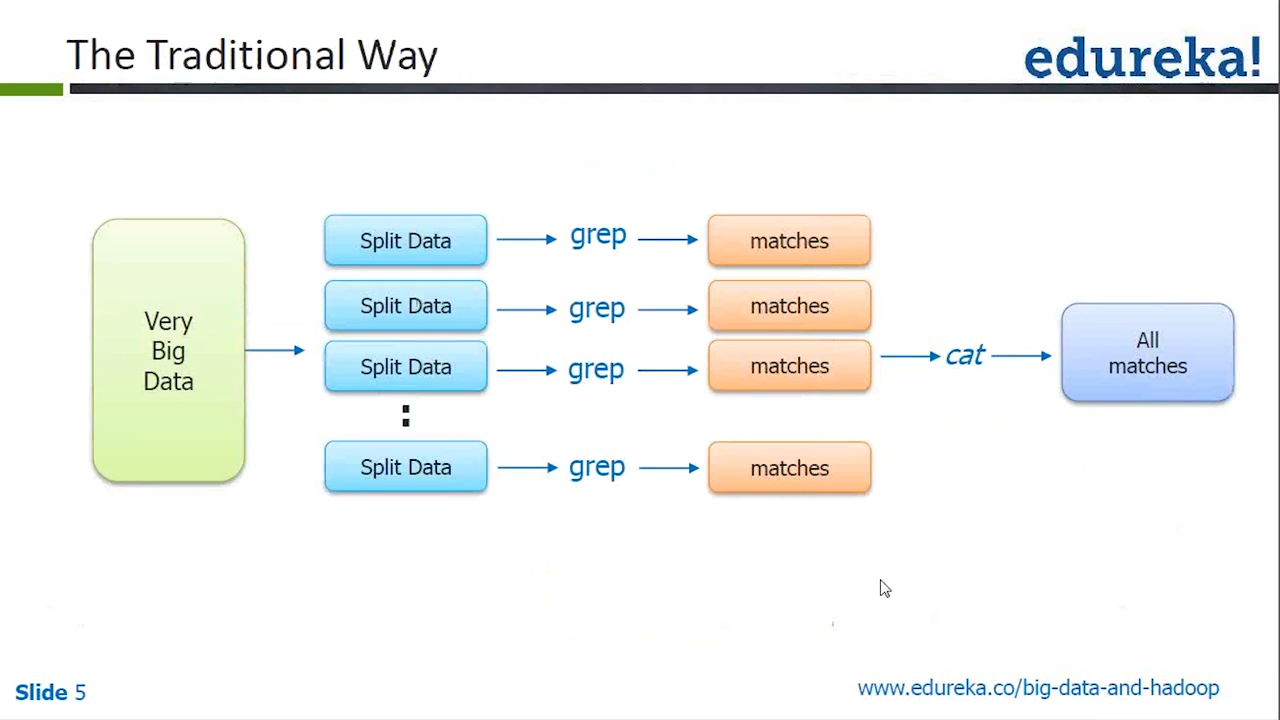 The Traditional Way
edureka!
Very
Big
Data
Split Data
grep
matches
Split Data
grep
matches
Split Data
grep
matches
:
Split Data
grep
matches
cat
All
matches
Slide 5
www.edureka.co/big-data-and-hadoop